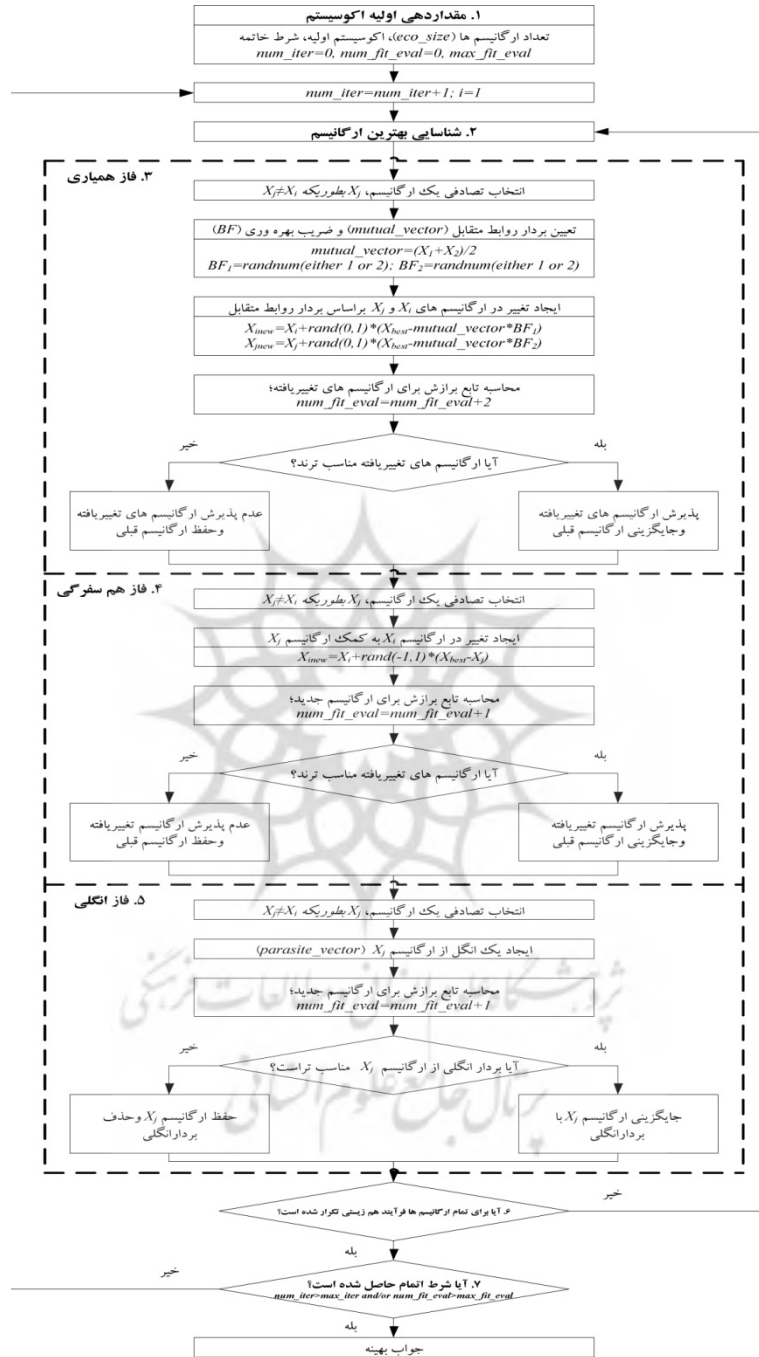 ۱. مقداردهی اولیه اکوسیستم
تعداد ارگانیسم ها (eco_size)، اکوسیستم اولیه، شرط خاتمه
num_iter=0, num_fit_eval=0, max_fit_eval
num_iter=num_iter+1; i=1
۲. شناسایی بهترین ارگانیسم
۳. فاز همیاری
انتخاب تصادفی یک ارگانیسم، Xj بطوریکه Xj≠Xi
تعیین بردار روابط متقابل (mutual_vector) و ضریب بهره وری (BF)
mutual_vector=(X1+X2)/2
BF1=randnum(either 1 or 2); BF2=randnum(either 1 or 2)
ایجاد تغییر در ارگانیسم های Xi و Xj براساس بردار روابط متقابل
Xinew=Xi+rand(0,1)*(Xbest-mutual_vector*BF1)
Xjnew=Xj+rand(0,1)*(Xbest-mutual_vector*BF2)
محاسبه تابع برازش برای ارگانیسم های تغییریافته؛
num_fit_eval=num_fit_eval+2
خیر
بله
آیا ارگانیسم های تغییریافته مناسب ترند؟
پذیرش ارگانیسم های تغییریافته
وجایگزینی ارگانیسم قبلی
عدم پذیرش ارگانیسم های تغییریافته
وحفظ ارگانیسم قبلی
۴. فاز هم سفرگی
انتخاب تصادفی یک ارگانیسم، Xj بطوریکه Xj≠Xi
ایجاد تغییر در ارگانیسم Xi به کمک ارگانیسم Xj
Xinew=Xi+rand(-1,1)*(Xbest-Xj)
محاسبه تابع برازش برای ارگانیسم جدید؛
num_fit_eval=num_fit_eval+1
خیر
بله
آیا ارگانیسم های تغییریافته مناسب ترند؟
پذیرش ارگانیسم تغییریافته
وجایگزینی ارگانیسم قبلی
عدم پذیرش ارگانیسم تغییریافته
وحفظ ارگانیسم قبلی
۵. فاز انگلی
انتخاب تصادفی یک ارگانیسم، Xj بطوریکه Xj≠Xi
ایجاد یک انگل از ارگانیسم Xj (parasite_vector)
محاسبه تابع برازش برای ارگانیسم جدید؛
num_fit_eval=num_fit_eval+1
پژوهشگاه علوم انسانی و مطالعات فرهنگی
خیر
بله
آیا بردار انگلی از ارگانیسم Xj مناسب تراست؟
پرتال جامع علوم انسانی
جایگزینی ارگانیسم Xj با
بردارانگلی
حفظ ارگانیسم Xj وحذف
بردارانگلی
خیر
۶. آیا برای تمام ارگانیسم ها فرآیند هم زیستی تکرار شده است؟
بله
خیر
۷. آیا شرط اتمام حاصل شده است؟
num_iter>max_iter and/or num_fit_eval>max_fit_eval
بله
جواب بهینه